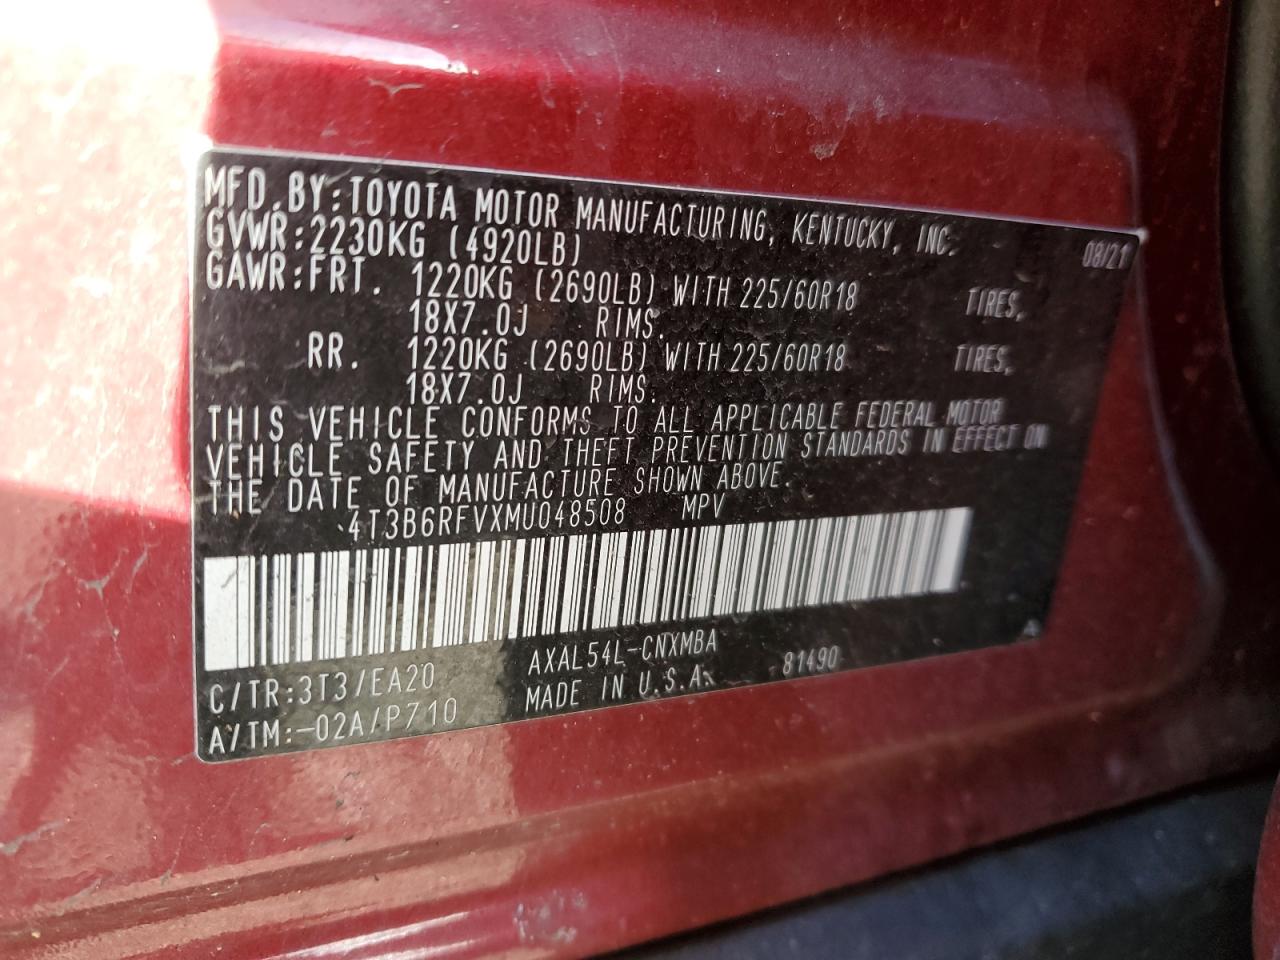 MFD.BY:TOYOTA MOTOR MANUFACTURING, KENTUCKY, INC.
GVWR:2230KG (4920LB) 08/21
GAWR:FRT. 1220KG (2690LB) WITH 225/60R18 TIRES,
18X7.0J RIMS.
RR. 1220KG (2690LB) WITH 225/60R18 TIRES,
18X7.0J RIMS.
THIS VEHICLE CONFORMS TO ALL APPLICABLE FEDERAL MOTOR
VEHICLE SAFETY AND THEFT PREVENTION STANDARDS IN EFFECT ON
THE DATE OF MANUFACTURE SHOWN ABOVE.
4T3B6RFVXMU048508 MPV
C/TR:3T3/EA20 AXAL54L-CNXMBA 81490
A/TM:-02A/P710 MADE IN U.S.A.